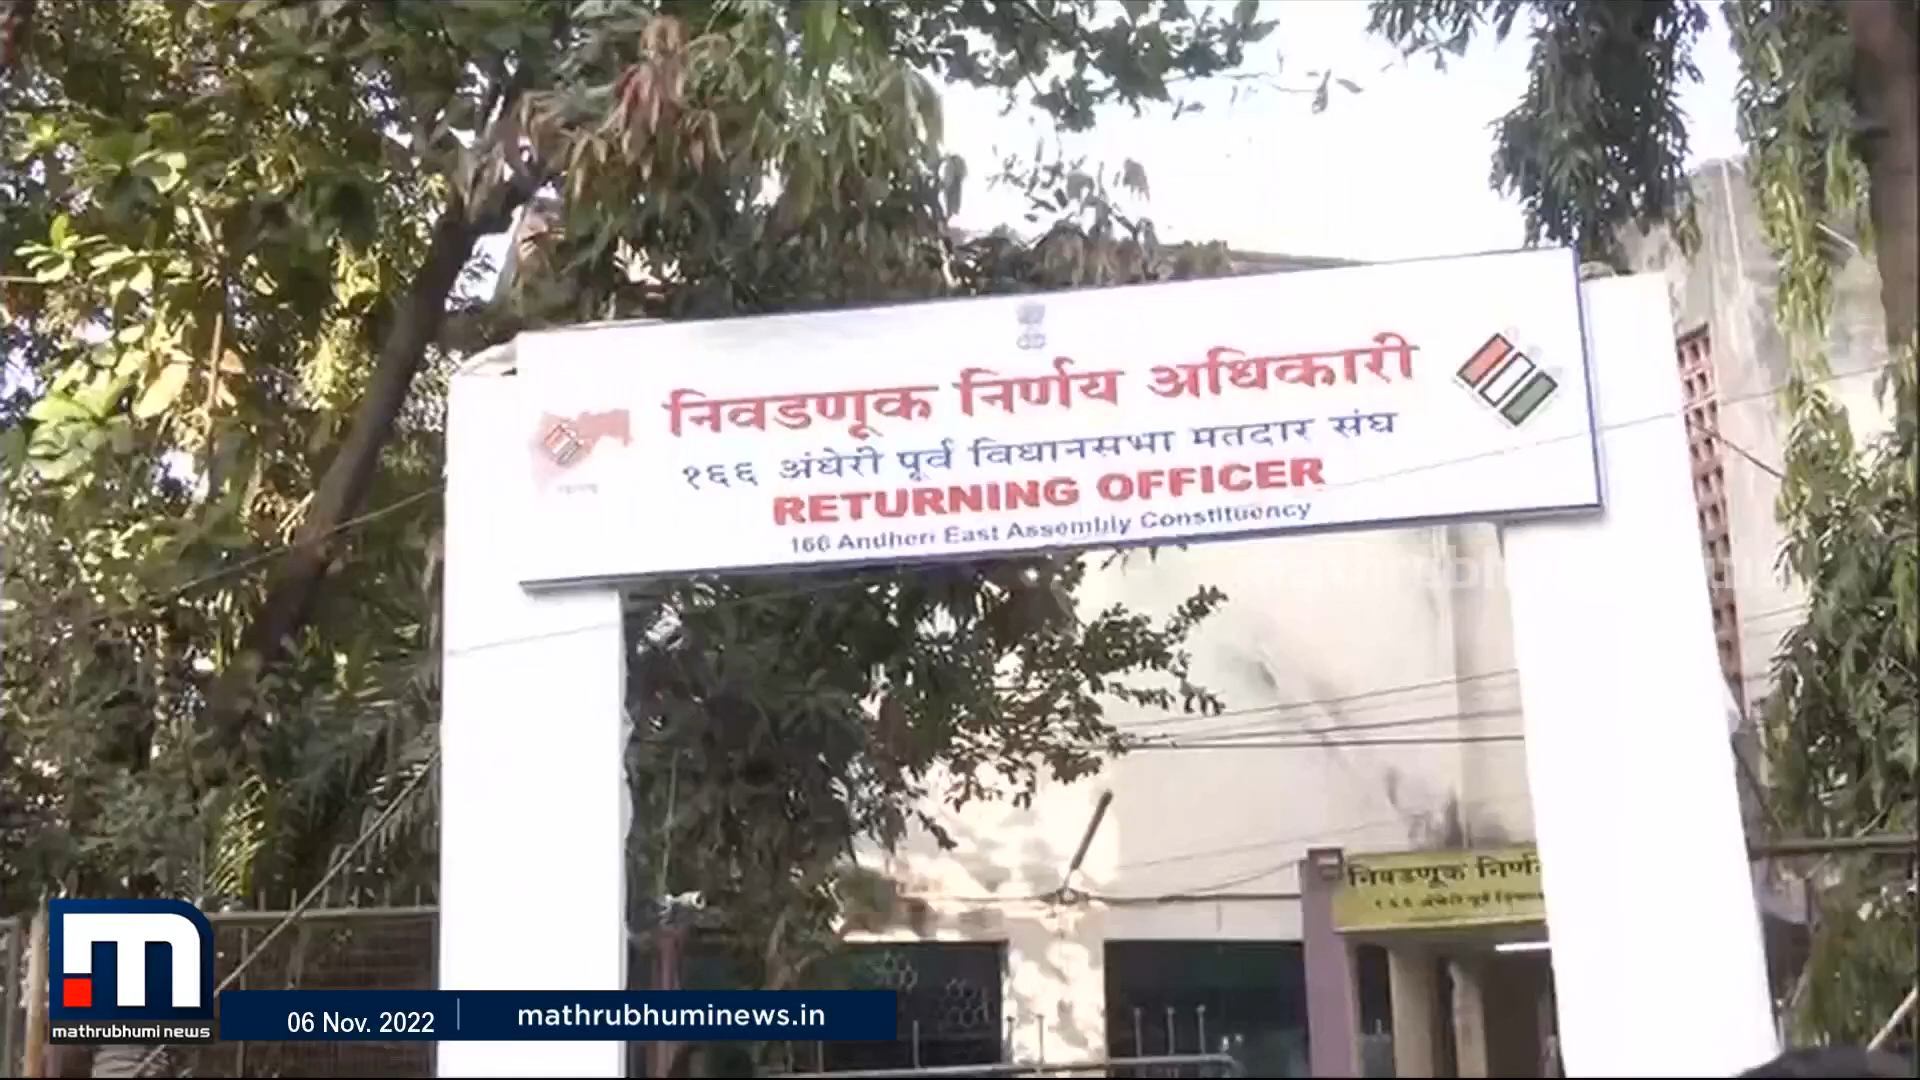 निवडणूक निर्णय अधिकारी
१६६ अंधेरी पूर्व विधानसभा मतदार संघ
RETURNING OFFICER
166 Andheri East Assembly Constituency
निवडणूक
mathrubhumi news
06 Nov. 2022
mathrubhuminews.in